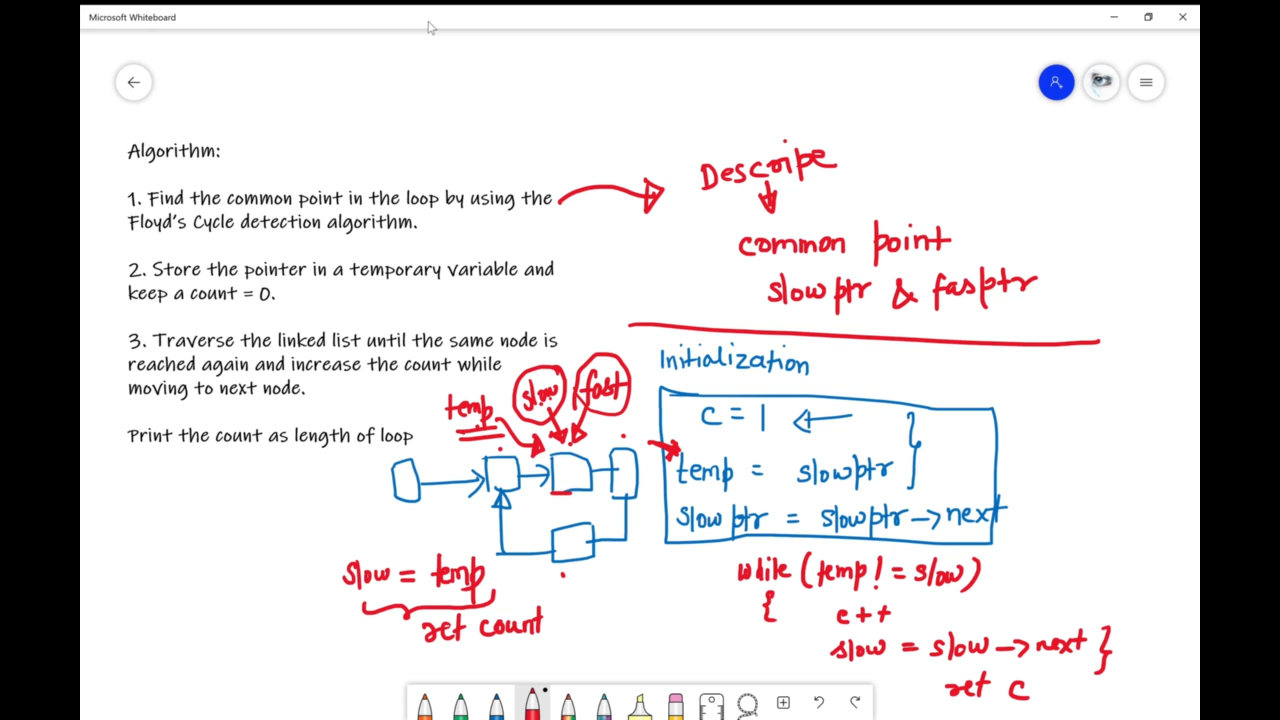 Microsoft Whiteboard
Algorithm:
1. Find the common point in the loop by using the
Floyd's Cycle detection algorithm.
2. Store the pointer in a temporary variable and
keep a count = 0.
3. Traverse the linked list until the same node is
reached again and increase the count while
moving to next node.
Print the count as length of loop
Descripe
common point
slow ptr & fasptr
Initialization
c = 1
temp = slowptr
slow ptr = slowptr -> next
temp
slow
fast
slow = temp
ret count
while (temp! = slow)
{ c++
slow = slow -> next }
ret c